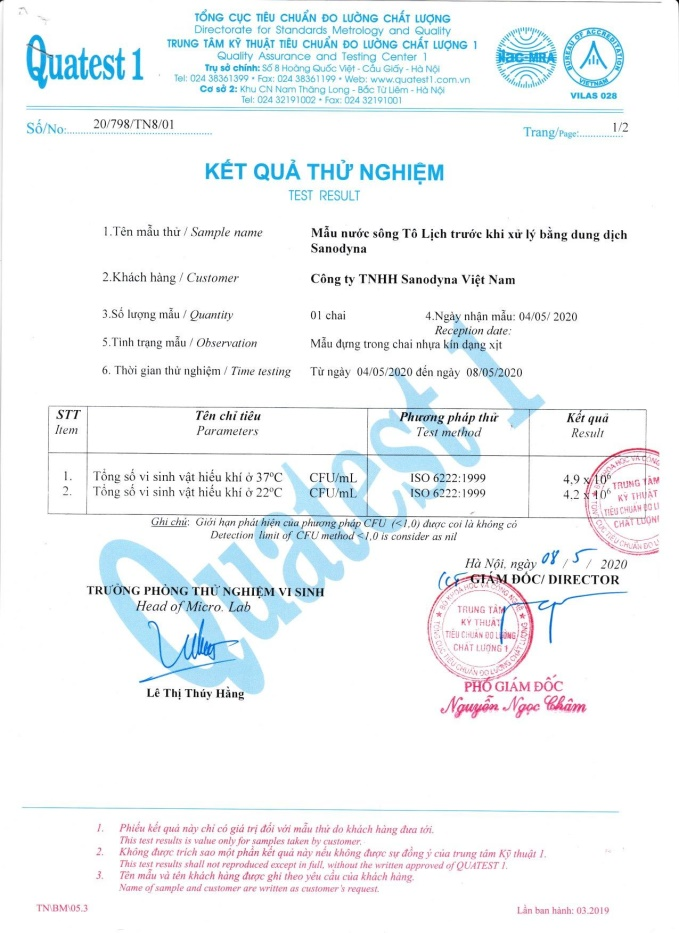 Quatest 1
TỔNG CỤC TIÊU CHUẨN ĐO LƯỜNG CHẤT LƯỢNG
Directorate for Standards Metrology and Quality
TRUNG TÂM KỸ THUẬT TIÊU CHUẨN ĐO LƯỜNG CHẤT LƯỢNG 1
Quality Assurance and Testing Center 1
Trụ sở chính: Số 8 Hoàng Quốc Việt - Cầu Giấy - Hà Nội
Tel: 024 38361399 • Fax: 024 38361199 • Web: www.quatest1.com.vn
Cơ sở 2: Khu CN Nam Thăng Long - Bắc Từ Liêm - Hà Nội
Tel: 024 32191002 • Fax: 024 32191001
ilac-MRA
BUREAU OF ACCREDITATION
VIETNAM
VILAS 028
Số/No: 20/798/TN8/01
Trang/Page: 1/2
KẾT QUẢ THỬ NGHIỆM
TEST RESULT
1.Tên mẫu thử / Sample name Mẫu nước sông Tô Lịch trước khi xử lý bằng dung dịch
Sanodyna
2.Khách hàng / Customer Công ty TNHH Sanodyna Việt Nam
3.Số lượng mẫu / Quantity 01 chai 4.Ngày nhận mẫu: 04/05/ 2020
Reception date:
5.Tình trạng mẫu / Observation Mẫu đựng trong chai nhựa kín dạng xịt
6. Thời gian thử nghiệm / Time testing Từ ngày 04/05/2020 đến ngày 08/05/2020
STT Tên chỉ tiêu Phương pháp thử Kết quả
Item Parameters Test method Result
1. Tổng số vi sinh vật hiếu khí ở 37°C CFU/mL ISO 6222:1999 4,9 x 10⁶
2. Tổng số vi sinh vật hiếu khí ở 22°C CFU/mL ISO 6222:1999 4,2 x 10⁶
Ghi chú: Giới hạn phát hiện của phương pháp CFU (<1,0) được coi là không có
Detection limit of CFU method <1,0 is consider as nil
TRUNG TÂM
KỸ THUẬT
TIÊU CHUẨN ĐO LƯỜNG
CHẤT LƯỢNG
Hà Nội, ngày 08 / 5 / 2020
TRƯỞNG PHÒNG THỬ NGHIỆM VI SINH
GIÁM ĐỐC/ DIRECTOR
Head of Micro. Lab
BỘ KHOA HỌC VÀ CÔNG NGHỆ
TRUNG TÂM
KỸ THUẬT
TIÊU CHUẨN ĐO LƯỜNG
CHẤT LƯỢNG 1
TỔNG CỤC TIÊU CHUẨN ĐO LƯỜNG CHẤT LƯỢNG
Lê Thị Thúy Hằng
PHÓ GIÁM ĐỐC
Nguyễn Ngọc Châm
Quatest 1
1. Phiếu kết quả này chỉ có giá trị đối với mẫu thử do khách hàng đưa tới.
This test results is value only for samples taken by customer.
2. Không được trích sao một phần kết quả này nếu không được sự đồng ý của trung tâm Kỹ thuật 1.
This test results shall not reproduced except in full, without the written approved of QUATEST 1.
3. Tên mẫu và tên khách hàng được ghi theo yêu cầu của khách hàng.
Name of sample and customer are written as customer's request.
TN\BM\05.3
Lần ban hành: 03.2019